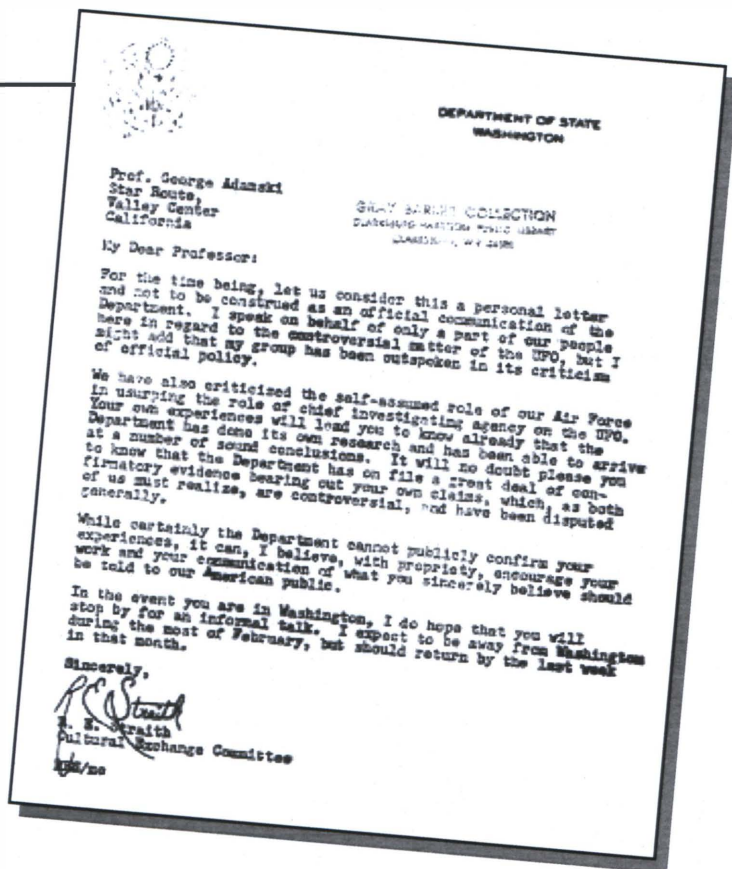 DEPARTMENT OF STATE
WASHINGTON
Prof. George Adamski
Star Route,
Valley Center
California
GRAY BARKER COLLECTION
CLARKSBURG-HARRISON PUBLIC LIBRARY
CLARKSBURG, W V
My Dear Professor:
For the time being, let us consider this a personal letter
and not to be construed as an official communication of the
Department. I speak on behalf of only a part of our people
here in regard to the controversial matter of the UFO, but I
might add that my group has been outspoken in its criticism
of official policy.
We have also criticized the self-assumed role of our Air Force
in usurping the role of chief investigating agency on the UFO.
Your own experiences will lead you to know already that the
Department has done its own research and has been able to arrive
at a number of sound conclusions. It will no doubt please you
to know that the Department has on file a great deal of con-
firmatory evidence bearing out your own claims, which, as both
of us must realize, are controversial, and have been disputed
generally.
While certainly the Department cannot publicly confirm your
experiences, it can, I believe, with propriety, encourage your
work and your communication of what you sincerely believe should
be told to our American public.
In the event you are in Washington, I do hope that you will
stop by for an informal talk. I expect to be away from Washington
during the most of February, but should return by the last week
in that month.
Sincerely,
R E Straith
R. E. Straith
Cultural Exchange Committee